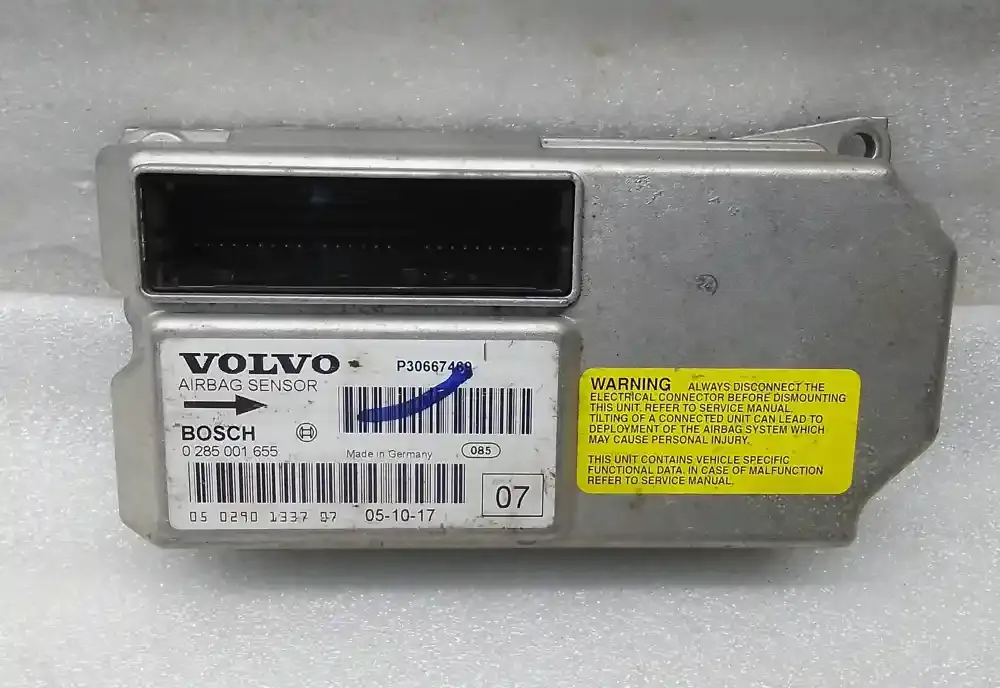 VOLVO
AIRBAG SENSOR
P30667469
BOSCH
0 285 001 655
Made in Germany
085
05 0290 1337 07
05-10-17
07
WARNING ALWAYS DISCONNECT THE
ELECTRICAL CONNECTOR BEFORE DISMOUNTING
THIS UNIT. REFER TO SERVICE MANUAL.
TILTING OF A CONNECTED UNIT CAN LEAD TO
DEPLOYMENT OF THE AIRBAG SYSTEM WHICH
MAY CAUSE PERSONAL INJURY.
THIS UNIT CONTAINS VEHICLE SPECIFIC
FUNCTIONAL DATA. IN CASE OF MALFUNCTION
REFER TO SERVICE MANUAL.